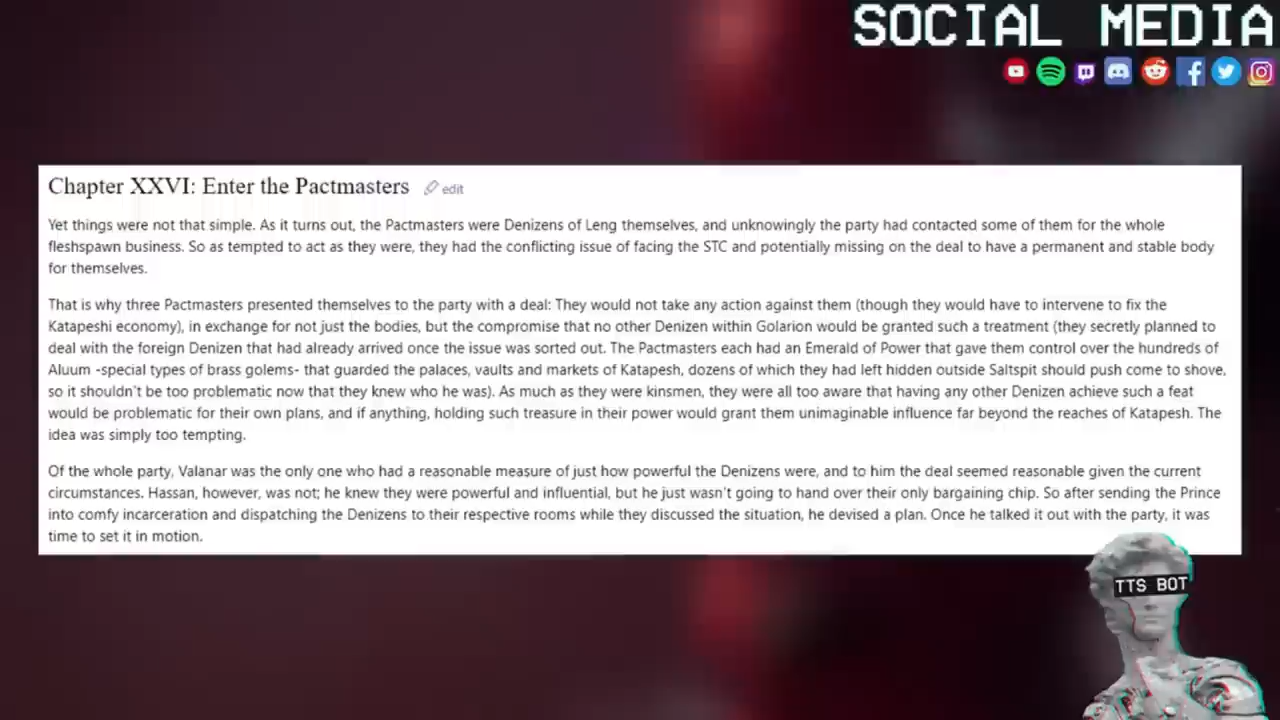 SOCIAL MEDIA
Chapter XXVI: Enter the Pactmasters edit
Yet things were not that simple. As it turns out, the Pactmasters were Denizens of Leng themselves, and unknowingly the party had contacted some of them for the whole
fleshspawn business. So as tempted to act as they were, they had the conflicting issue of facing the STC and potentially missing on the deal to have a permanent and stable body
for themselves.
That is why three Pactmasters presented themselves to the party with a deal: They would not take any action against them (though they would have to intervene to fix the
Katapeshi economy), in exchange for not just the bodies, but the compromise that no other Denizen within Golarion would be granted such a treatment (they secretly planned to
deal with the foreign Denizen that had already arrived once the issue was sorted out. The Pactmasters each had an Emerald of Power that gave them control over the hundreds of
Aluum -special types of brass golems- that guarded the palaces, vaults and markets of Katapesh, dozens of which they had left hidden outside Saltspit should push come to shove,
so it shouldn't be too problematic now that they knew who he was). As much as they were kinsmen, they were all too aware that having any other Denizen achieve such a feat
would be problematic for their own plans, and if anything, holding such treasure in their power would grant them unimaginable influence far beyond the reaches of Katapesh. The
idea was simply too tempting.
Of the whole party, Valanar was the only one who had a reasonable measure of just how powerful the Denizens were, and to him the deal seemed reasonable given the current
circumstances. Hassan, however, was not; he knew they were powerful and influential, but he just wasn't going to hand over their only bargaining chip. So after sending the Prince
into comfy incarceration and dispatching the Denizens to their respective rooms while they discussed the situation, he devised a plan. Once he talked it out with the party, it was
time to set it in motion.
TTS BOT